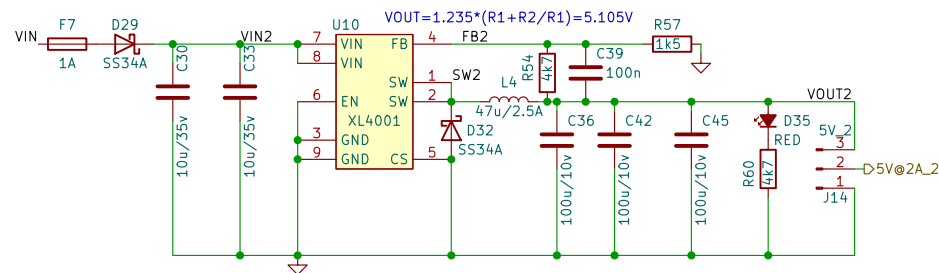 VOUT=1.235*(R1+R2/R1)=5.105V
VIN
F7
1A
D29
SS34A
C30
10u/35v
VIN2
C33
10u/35v
U10
7 VIN
8 VIN
6 EN
XL4001
3 GND
9 GND
FB 4
SW 1
SW 2
CS 5
FB2
SW2
D32
SS34A
L4
47u/2.5A
R54
4k7
C39
100n
R57
1k5
C36
100u/10v
C42
100u/10v
C45
100u/10v
D35
RED
R60
4k7
VOUT2
5V_2
3
2
1
J14
5V@2A_2